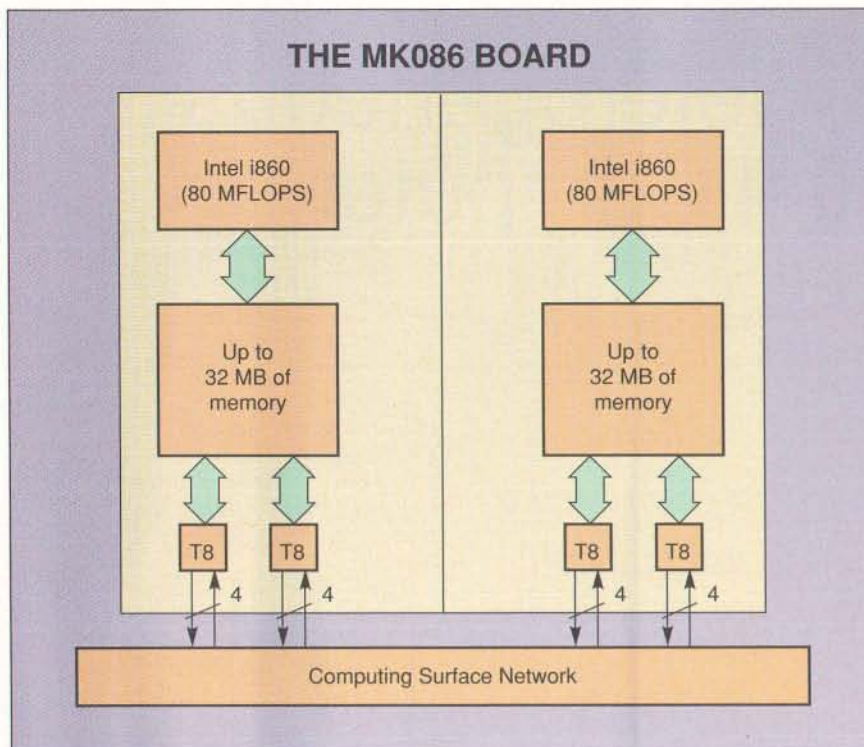 THE MK086 BOARD
Intel i860
(80 MFLOPS)
Intel i860
(80 MFLOPS)
Up to
32 MB of
memory
Up to
32 MB of
memory
T8
T8
T8
T8
4
4
4
4
Computing Surface Network